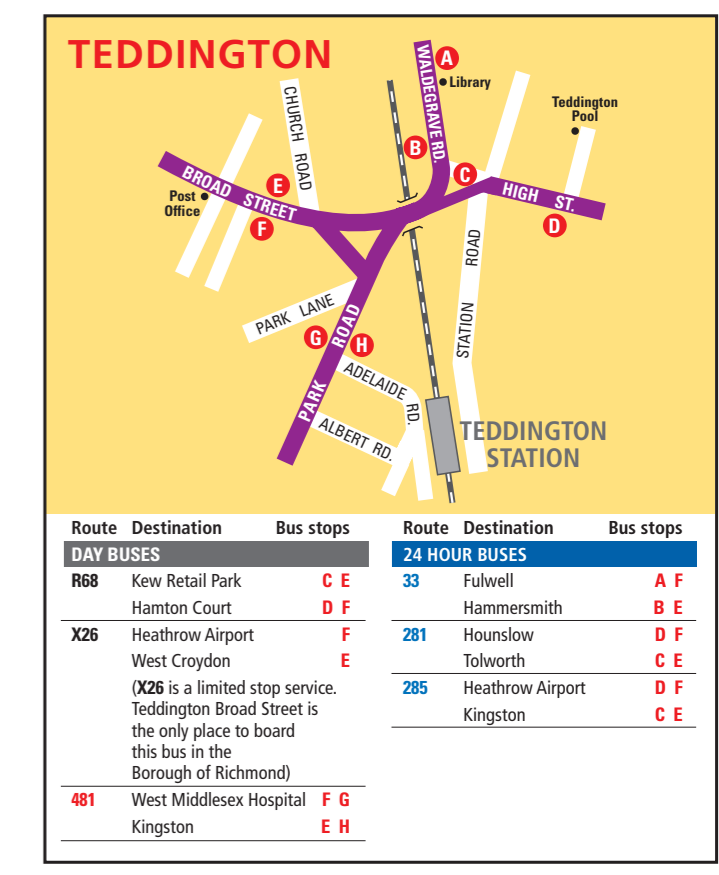 TEDDINGTON
WALDEGRAVE RD.
A
Library
Teddington
Pool
CHURCH ROAD
B
C
BROAD STREET
E
Post
Office
F
HIGH ST.
D
STATION ROAD
PARK LANE
G
H
PARK ROAD
ADELAIDE RD.
ALBERT RD.
TEDDINGTON
STATION
Route Destination Bus stops
DAY BUSES
R68 Kew Retail Park C E
Hamton Court D F
X26 Heathrow Airport F
West Croydon E
(X26 is a limited stop service.
Teddington Broad Street is
the only place to board
this bus in the
Borough of Richmond)
481 West Middlesex Hospital F G
Kingston E H
Route Destination Bus stops
24 HOUR BUSES
33 Fulwell A F
Hammersmith B E
281 Hounslow D F
Tolworth C E
285 Heathrow Airport D F
Kingston C E